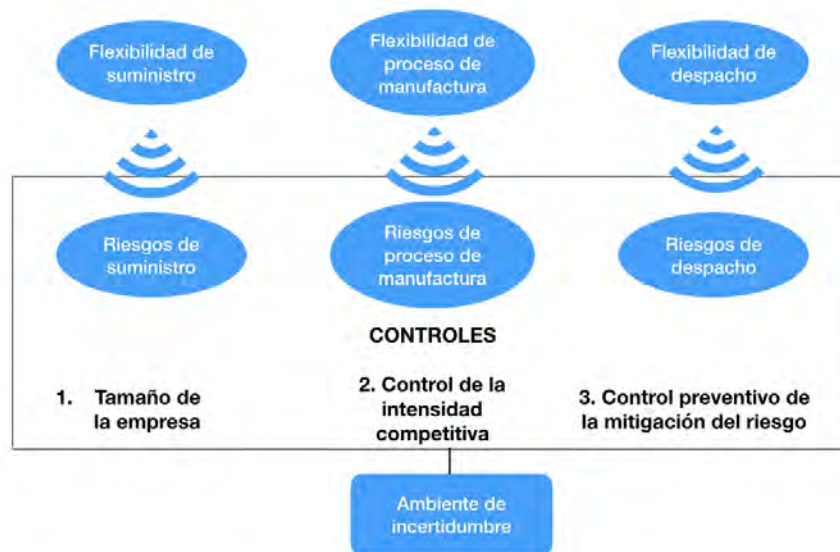 Flexibilidad de
suministro
Flexibilidad de
proceso de
manufactura
Flexibilidad de
despacho
Riesgos de
suministro
Riesgos de
proceso de
manufactura
Riesgos de
despacho
CONTROLES
1. Tamaño de
la empresa
2. Control de la
intensidad
competitiva
3. Control preventivo de
la mitigación del riesgo
Ambiente de
incertidumbre